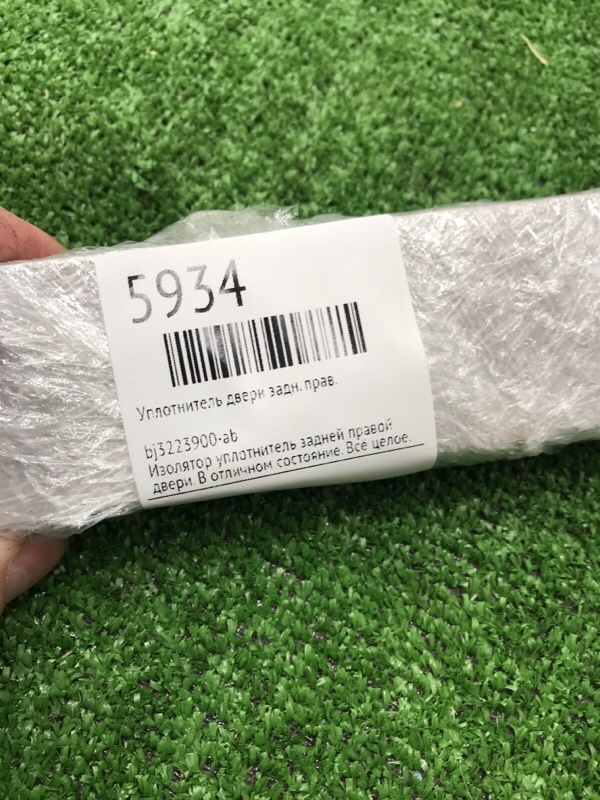 5934
Уплотнитель двери задн. прав.
bj3223900-ab
Изолятор уплотнитель задней правой
двери. В отличном состояние. Все целое.